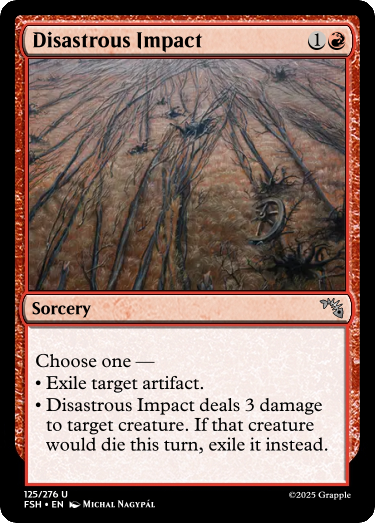 Disastrous Impact 1
Sorcery
Choose one —
• Exile target artifact.
• Disastrous Impact deals 3 damage
to target creature. If that creature
would die this turn, exile it instead.
125/276 U
FSH • EN Michal Nagypál
©2025 Grapple